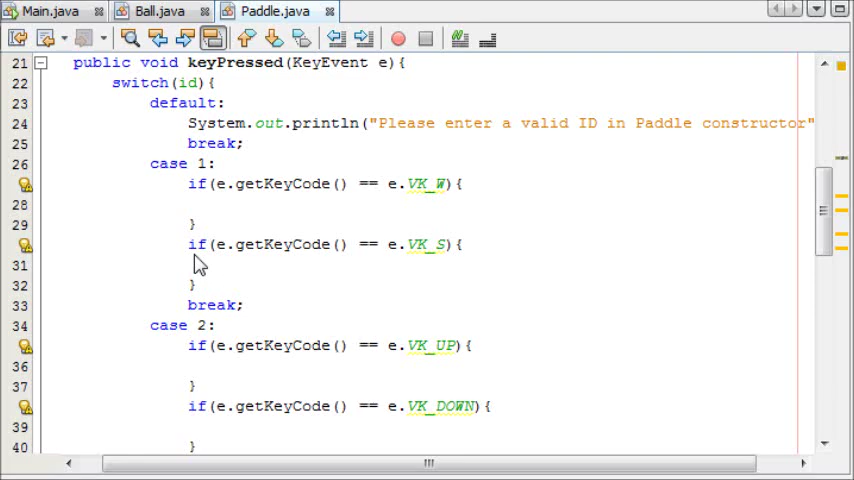 Main.java
Ball.java
Paddle.java
21 public void keyPressed(KeyEvent e){
22 switch(id){
23 default:
24 System.out.println("Please enter a valid ID in Paddle constructor"
25 break;
26 case 1:
if(e.getKeyCode() == e.VK_W){
28
29 }
if(e.getKeyCode() == e.VK_S){
31
32 }
33 break;
34 case 2:
if(e.getKeyCode() == e.VK_UP){
36
37 }
if(e.getKeyCode() == e.VK_DOWN){
39
40 }